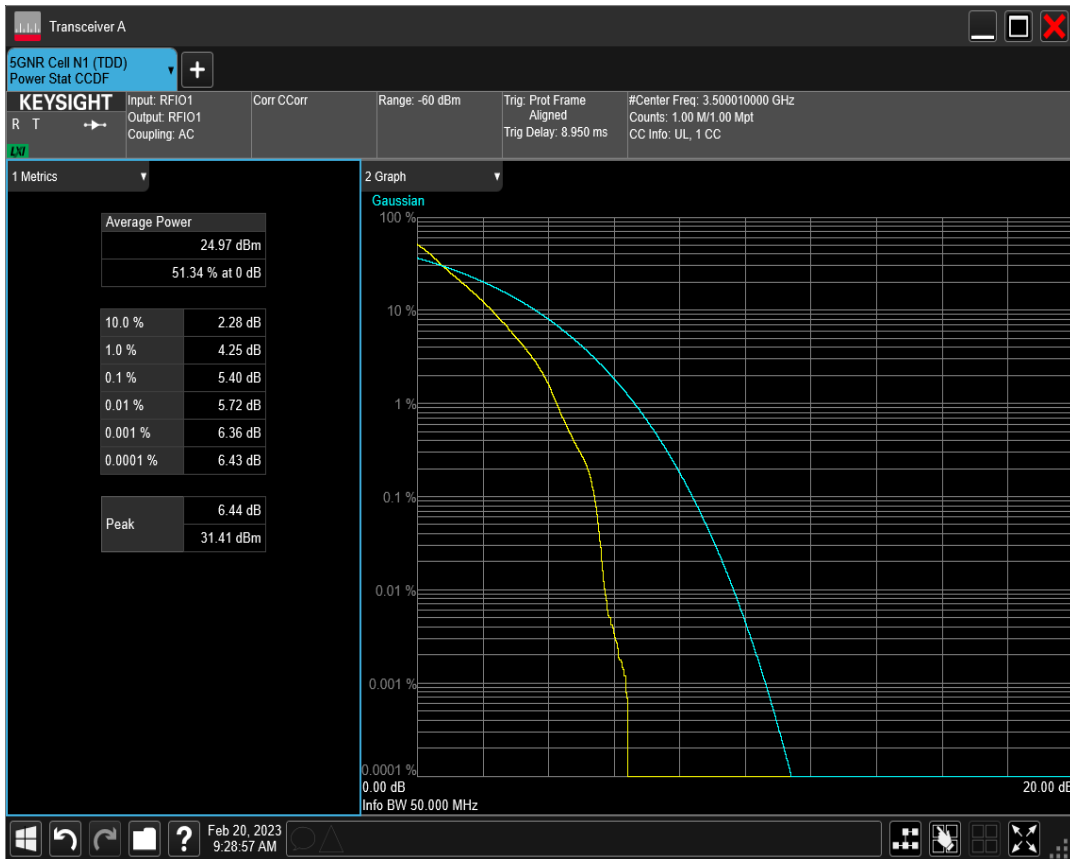 Transceiver A
5GNR Cell N1 (TDD)
Power Stat CCDF
+
KEYSIGHT
R T
LXI
Input: RFIO1
Output: RFIO1
Coupling: AC
Corr CCorr
Range: -60 dBm
Trig: Prot Frame
Aligned
Trig Delay: 8.950 ms
#Center Freq: 3.500010000 GHz
Counts: 1.00 M/1.00 Mpt
CC Info: UL, 1 CC
1 Metrics
Average Power
24.97 dBm
51.34 % at 0 dB
10.0 % 2.28 dB
1.0 % 4.25 dB
0.1 % 5.40 dB
0.01 % 5.72 dB
0.001 % 6.36 dB
0.0001 % 6.43 dB
Peak
6.44 dB
31.41 dBm
2 Graph
Gaussian
100 %
10 %
1 %
0.1 %
0.01 %
0.001 %
0.0001 %
0.00 dB
20.00 dB
Info BW 50.000 MHz
?
Feb 20, 2023
9:28:57 AM